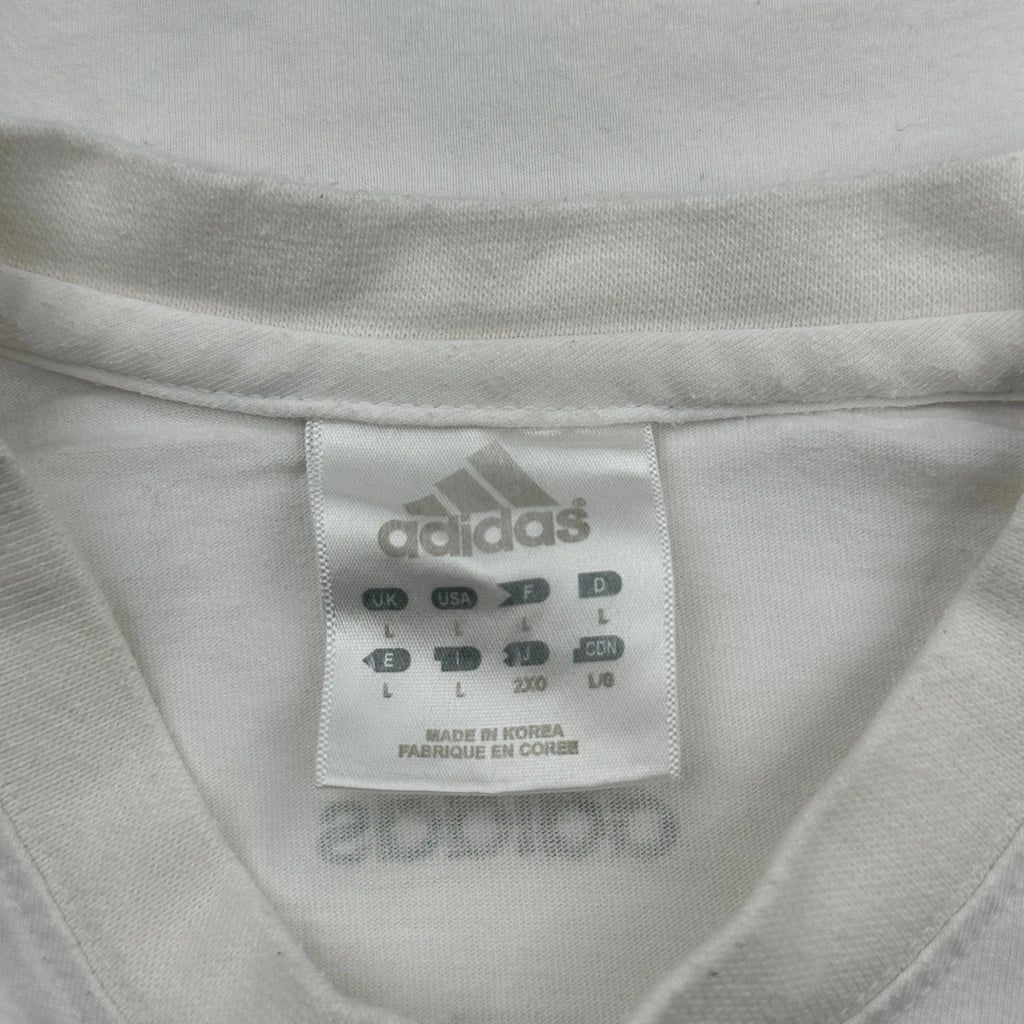 adidas®
UK USA F D
L L L L
E I J CDN
L L 2XO L/G
MADE IN KOREA
FABRIQUE EN COREE
adidas